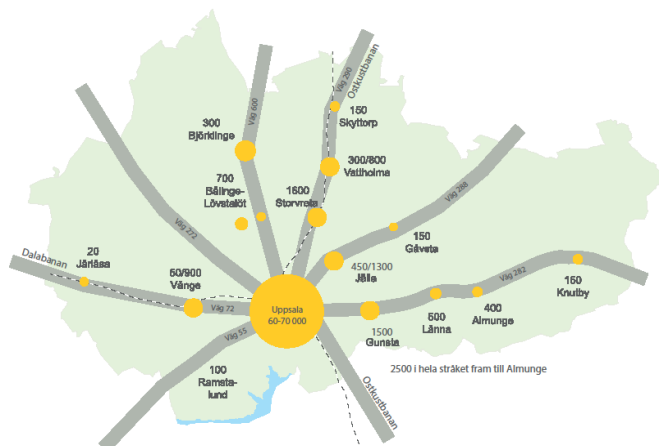 Ostkustbanan
Väg 290
150
Skyttorp
300
Björklinge
Väg 600
300/800
Vattholma
700
Bälinge-
Lövstalöt
1600
Storvreta
Väg 288
Väg 272
150
Gåvsta
20
Järlåsa
Dalabanan
450/1300
Jälla
50/900
Vänge
Väg 72
Uppsala
60-70 000
Väg 282
150
Knutby
500
Länna
400
Almunge
1500
Gunsta
Väg 55
100
Ramsta-
lund
2500 i hela stråket fram till Almunge
Ostkustbanan